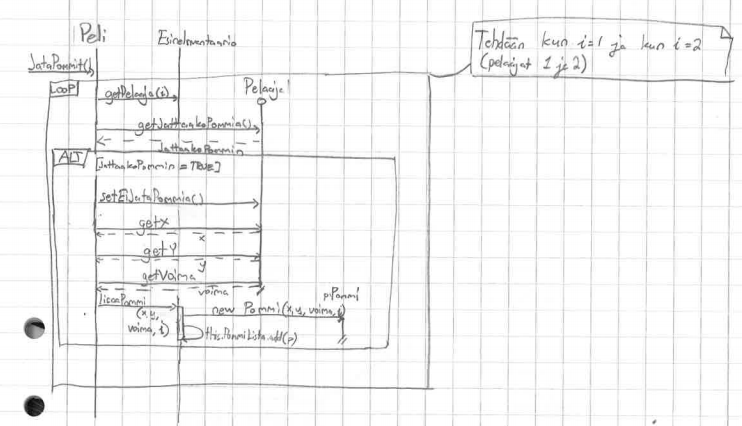 Peli
EsineInventaario
JataPommit()
Tehdään kun i=1 ja kun i=2
(pelaajat 1 ja 2)
LOOP
Pelaaja
getPelaaja(i)
getJattaakoPommia()
JattaakoPommin
ALT
[JattaakoPommin = TRUE]
setEiJataPommia()
getX
x
getY
y
getVoima
voima
lisaaPommi
(x,y,
voima, i)
p:Pommi
new Pommi(x,y, voima, i)
this.PommiLista.add(p)